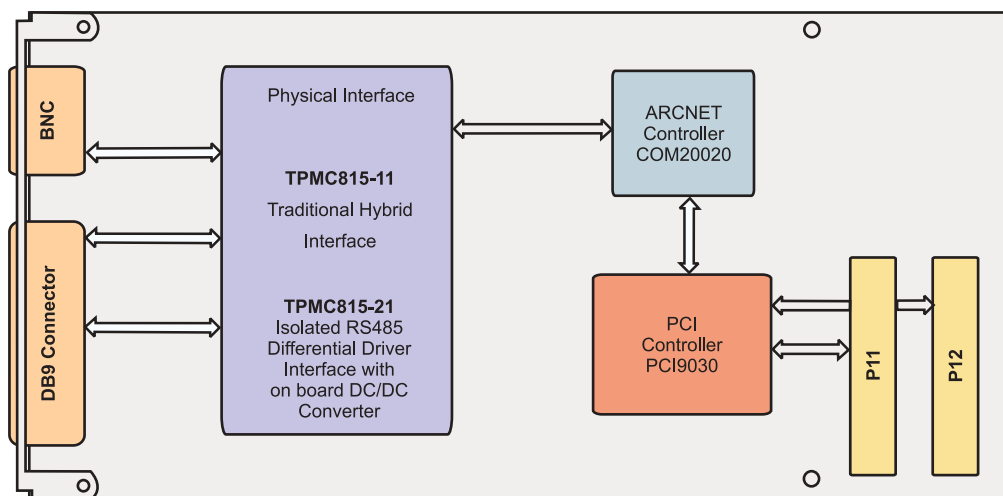 BNC
DB9 Connector
Physical Interface
TPMC815-11
Traditional Hybrid
Interface
TPMC815-21
Isolated RS485
Differential Driver
Interface with
on board DC/DC
Converter
ARCNET
Controller
COM20020
PCI
Controller
PCI9030
P11
P12